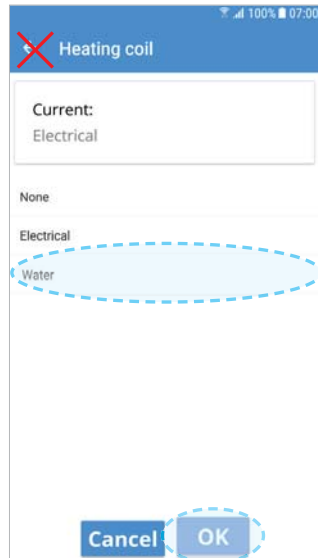 100% 07:00
Heating coil
Current:
Electrical
None
Electrical
Water
Cancel OK